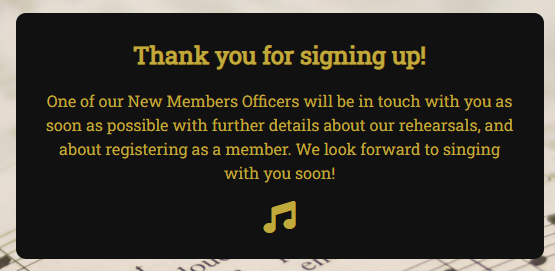 Thank you for signing up!
One of our New Members Officers will be in touch with you as
soon as possible with further details about our rehearsals, and
about registering as a member. We look forward to singing
with you soon!